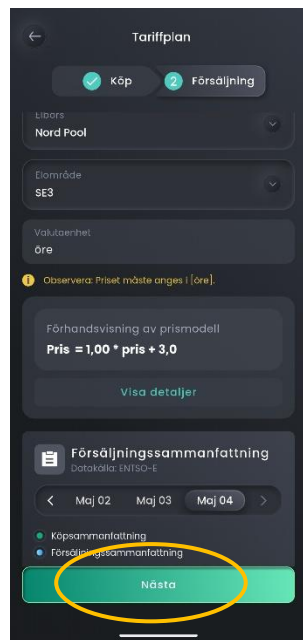 Tariffplan
Köp
2 Försäljning
Elbörs
Nord Pool
Elområde
SE3
Valutaenhet
öre
Observera: Priset måste anges i [öre].
Förhandsvisning av prismodell
Pris = 1,00 * pris + 3,0
Visa detaljer
Försäljningssammanfattning
Datakälla: ENTSO-E
Maj 02 Maj 03 Maj 04
Köpsammanfattning
Försäljningssammanfattning
Nästa